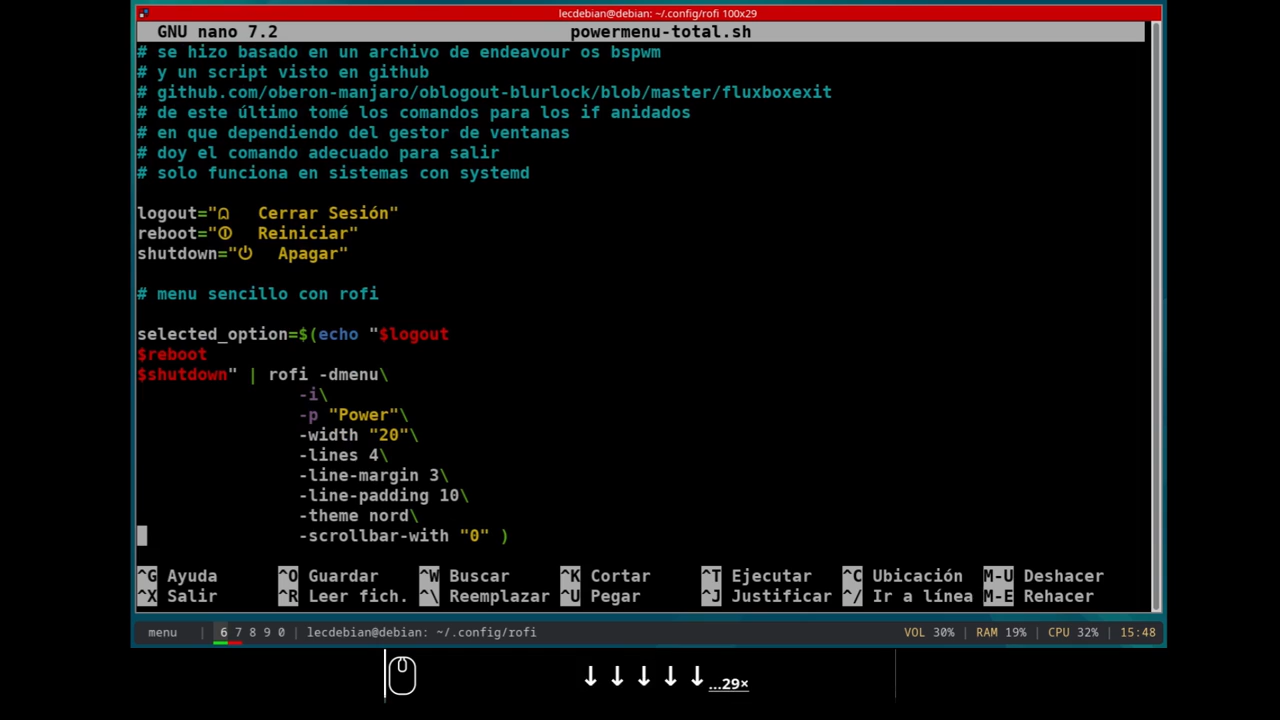 lecdebian@debian: ~/.config/rofi 100x29
GNU nano 7.2 powermenu-total.sh
# se hizo basado en un archivo de endeavour os bspwm
# y un script visto en github
# github.com/oberon-manjaro/oblogout-blurlock/blob/master/fluxboxexit
# de este último tomé los comandos para los if anidados
# en que dependiendo del gestor de ventanas
# doy el comando adecuado para salir
# solo funciona en sistemas con systemd
logout=" Cerrar Sesión"
reboot=" Reiniciar"
shutdown="⏻ Apagar"
# menu sencillo con rofi
selected_option=$(echo "$logout
$reboot
$shutdown" | rofi -dmenu\
-i\
-p "Power"\
-width "20"\
-lines 4\
-line-margin 3\
-line-padding 10\
-theme nord\
-scrollbar-with "0" )
^G Ayuda ^O Guardar ^W Buscar ^K Cortar ^T Ejecutar ^C Ubicación M-U Deshacer
^X Salir ^R Leer fich. ^\ Reemplazar ^U Pegar ^J Justificar ^/ Ir a línea M-E Rehacer
menu | 6 7 8 9 0 | lecdebian@debian: ~/.config/rofi VOL 30% | RAM 19% | CPU 32% | 15:48
↓ ↓ ↓ ↓ ↓...29×